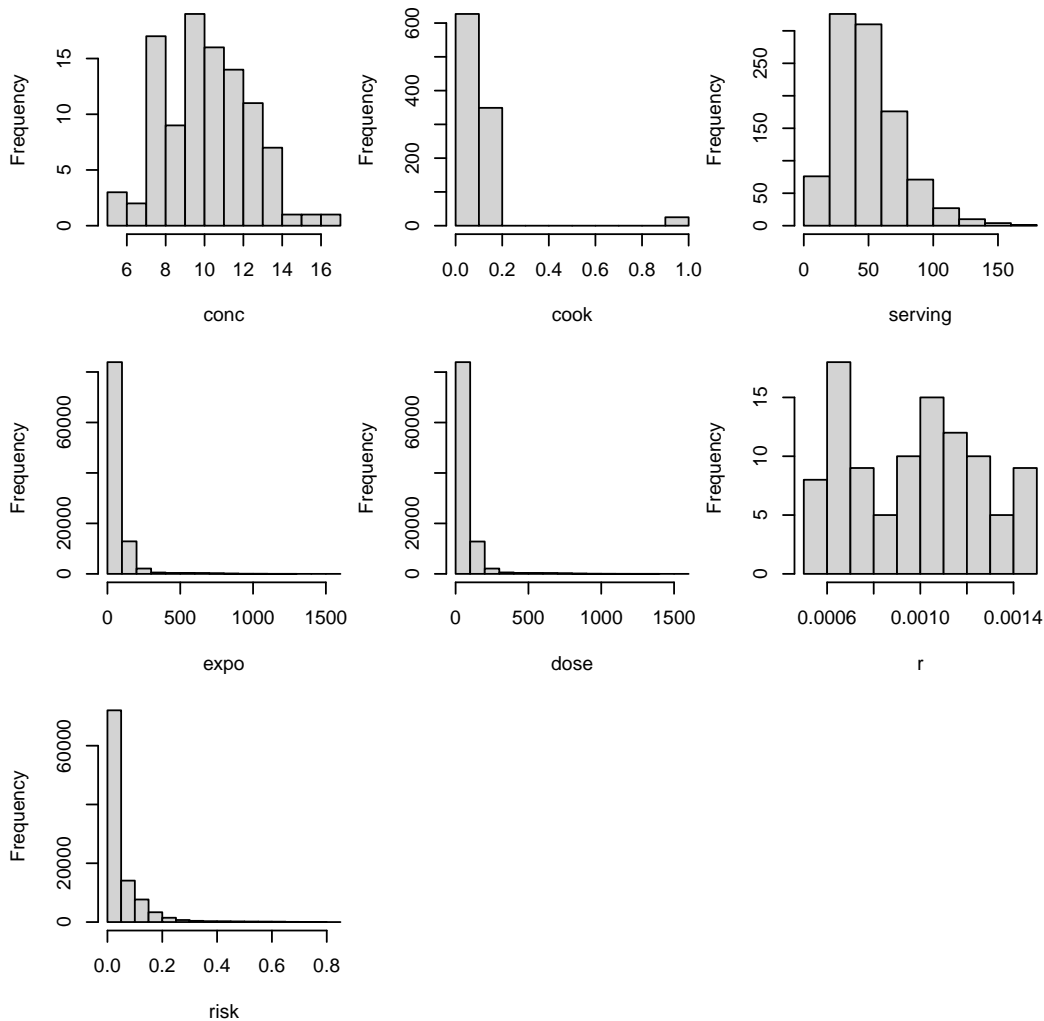 Frequency
15
10
5
0
6 8 10 12 14 16
conc
Frequency
600
400
200
0
0.0 0.2 0.4 0.6 0.8 1.0
cook
Frequency
250
150
50
0
0 50 100 150
serving
Frequency
60000
20000
0
0 500 1000 1500
expo
Frequency
60000
20000
0
0 500 1000 1500
dose
Frequency
15
10
5
0
0.0006 0.0010 0.0014
r
Frequency
60000
20000
0
0.0 0.2 0.4 0.6 0.8
risk